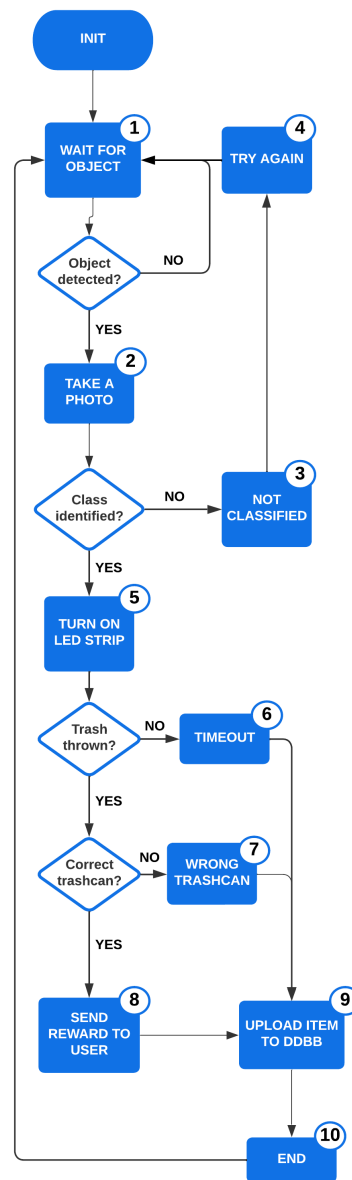 INIT
1
WAIT FOR
OBJECT
4
TRY AGAIN
Object
detected?
NO
YES
2
TAKE A
PHOTO
Class
identified?
NO
3
NOT
CLASSIFIED
YES
5
TURN ON
LED STRIP
Trash
thrown?
NO
6
TIMEOUT
YES
Correct
trashcan?
NO
7
WRONG
TRASHCAN
YES
8
SEND
REWARD TO
USER
9
UPLOAD ITEM
TO DDBB
10
END